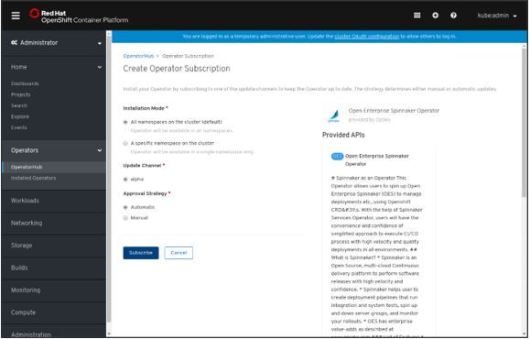 Red Hat
OpenShift Container Platform
kube:admin
You are logged in as a temporary administrative user. Update the cluster OAuth configuration to allow others to log in.
Administrator
Home
Dashboards
Projects
Search
Explore
Events
Operators
OperatorHub
Installed Operators
Workloads
Networking
Storage
Builds
Monitoring
Compute
Administration
OperatorHub > Operator Subscription
Create Operator Subscription
Install your Operator by subscribing to one of the update channels to keep the Operator up to date. The strategy determines either manual or automatic updates.
Installation Mode *
All namespaces on the cluster (default)
Operator will be available in all namespaces.
A specific namespace on the cluster
Operator will be available in a single namespace only.
Update Channel *
alpha
Approval Strategy *
Automatic
Manual
Subscribe
Cancel
Open Enterprise Spinnaker Operator
provided by OpsMx
Provided APIs
Open Enterprise Spinnaker
Operator
# Spinnaker as an Operator This
Operator allows users to spin up Open
Enterprise Spinnaker (OES) to manage
deployments etc., using Openshift
CRD&#39;s. With the help of Spinnaker
Services Operator, users will have the
convenience and confidence of
simplified approach to execute CI/CD
process with high velocity and quality
deployments in all environments. ##
What is Spinnaker? * Spinnaker is an
Open Source, multi-cloud Continuous
delivery platform to perform software
releases with high velocity and
confidence. * Spinnaker helps user to
create deployment pipelines that run
integration and system tests, spin up
and down server groups, and monitor
your rollouts. * OES has enterprise
value-adds as described at